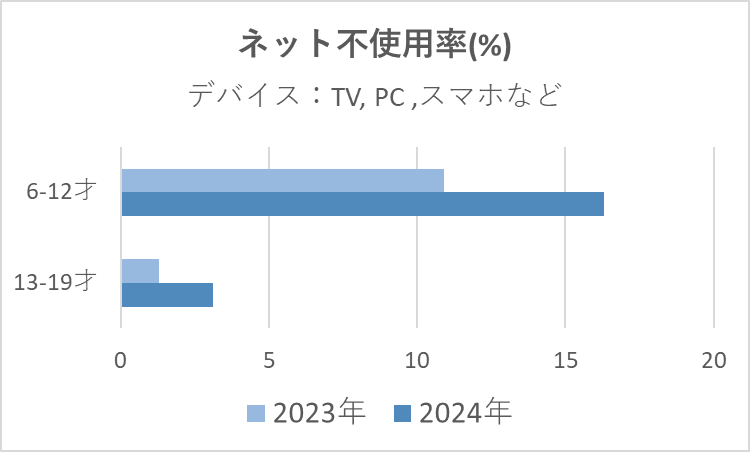 ネット不使用率(%)
デバイス：TV, PC ,スマホなど
6-12才
13-19才
0 5 10 15 20
2023年 2024年